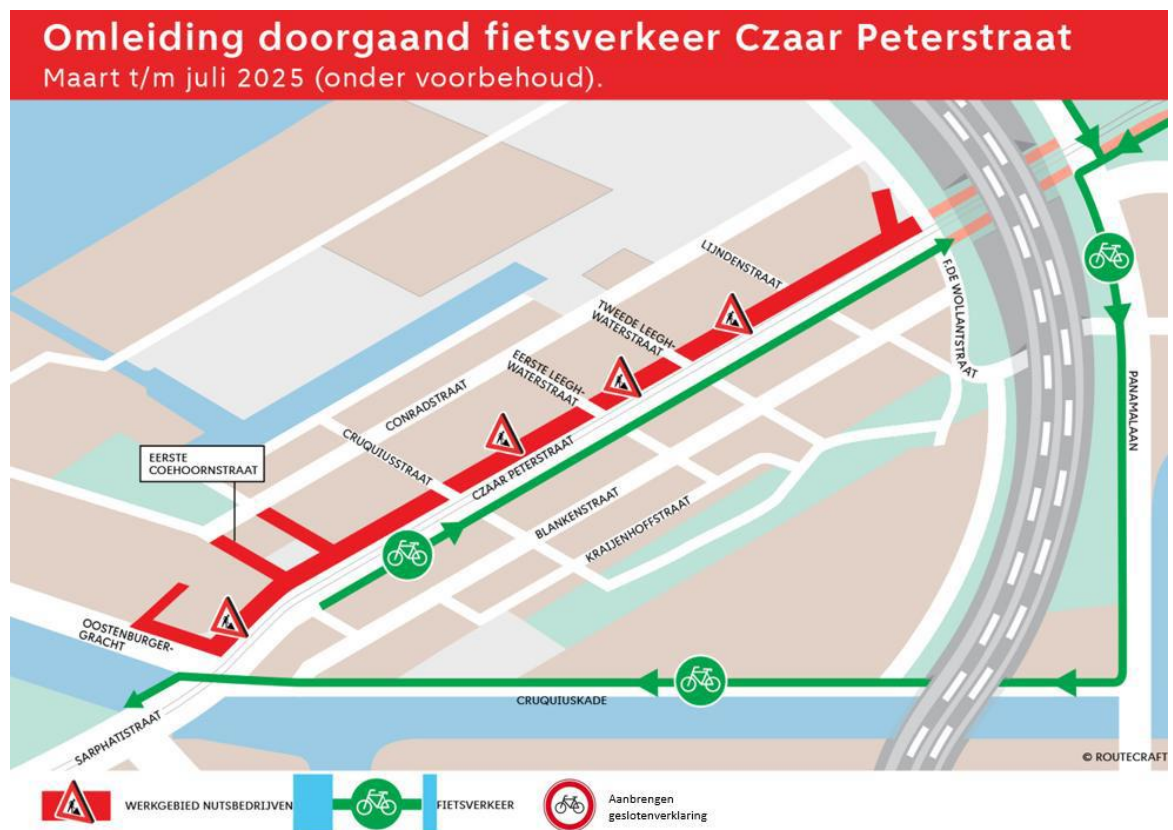 Omleiding doorgaand fietsverkeer Czaar Peterstraat
Maart t/m juli 2025 (onder voorbehoud).
LIJNDENSTRAAT
TWEEDE LEEGH-
WATERSTRAAT
EERSTE LEEGH-
WATERSTRAAT
F.DE WOLLANTSTRAAT
CONRADSTRAAT
CRUQUIUSSTRAAT
PANAMALAAN
EERSTE
COEHOORNSTRAAT
CZAAR PETERSTRAAT
BLANKENSTRAAT
KRAIJENHOFFSTRAAT
OOSTENBURGER-
GRACHT
CRUQUIUSKADE
SARPHATISTRAAT
© ROUTECRAFT
WERKGEBIED NUTSBEDRIJVEN
FIETSVERKEER
Aanbrengen
geslotenverklaring